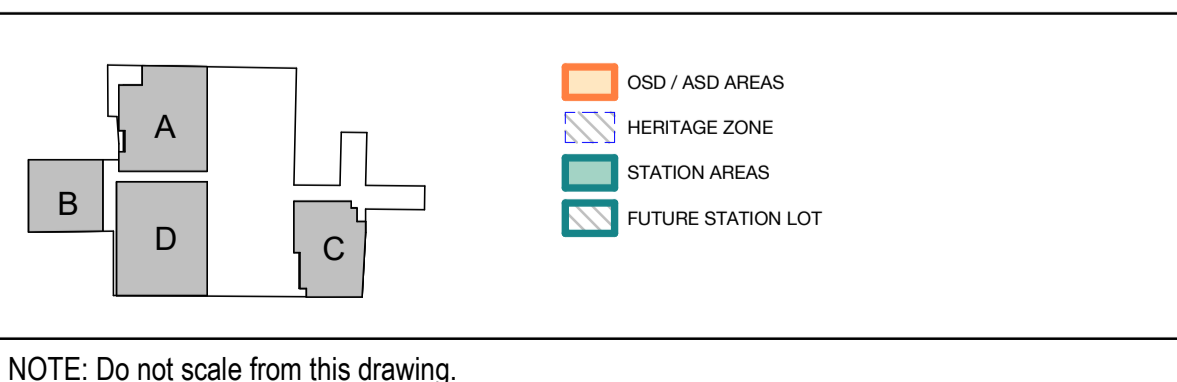 A
B
D
C
OSD / ASD AREAS
HERITAGE ZONE
STATION AREAS
FUTURE STATION LOT
NOTE: Do not scale from this drawing.